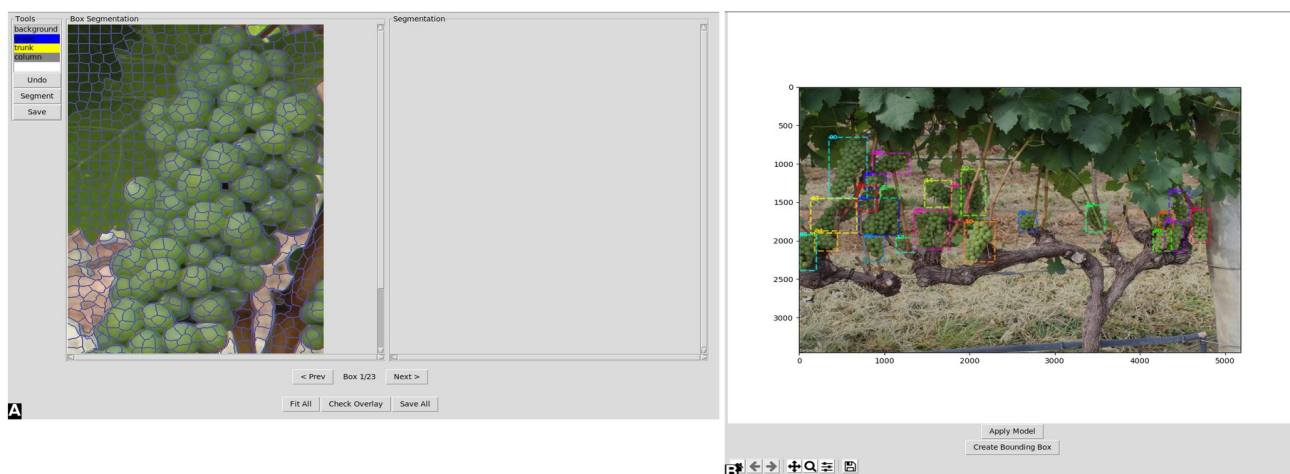 Tools
background
trunk
column
Undo
Segment
Save
Box Segmentation
Segmentation
< Prev Box 1/23 Next >
Fit All Check Overlay Save All
A
0
500
1000
1500
2000
2500
3000
0 1000 2000 3000 4000 5000
Apply Model
Create Bounding Box
B